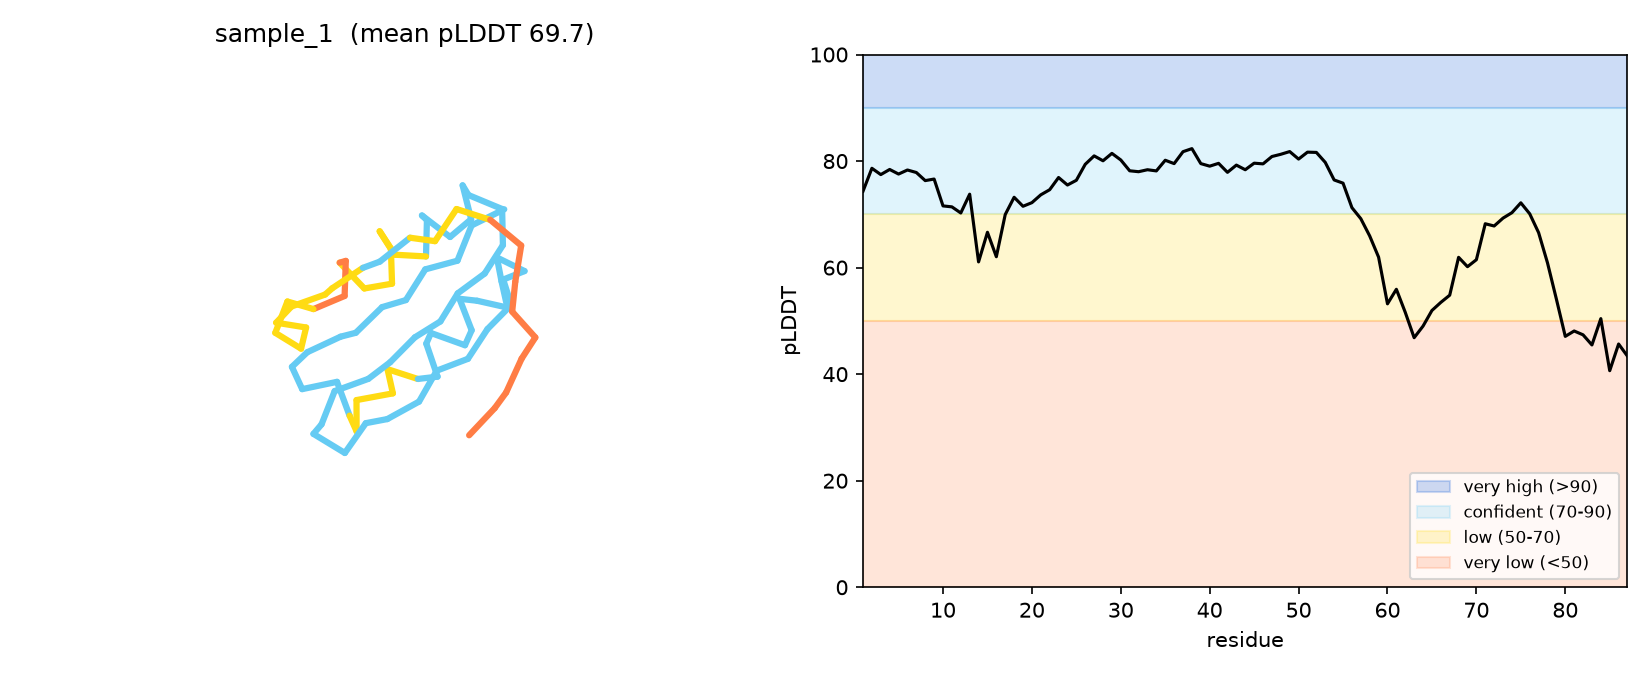 sample_1  (mean pLDDT 69.7)
100
80
60
40
20
0
pLDDT
10 20 30 40 50 60 70 80
residue
very high (>90)
confident (70-90)
low (50-70)
very low (<50)